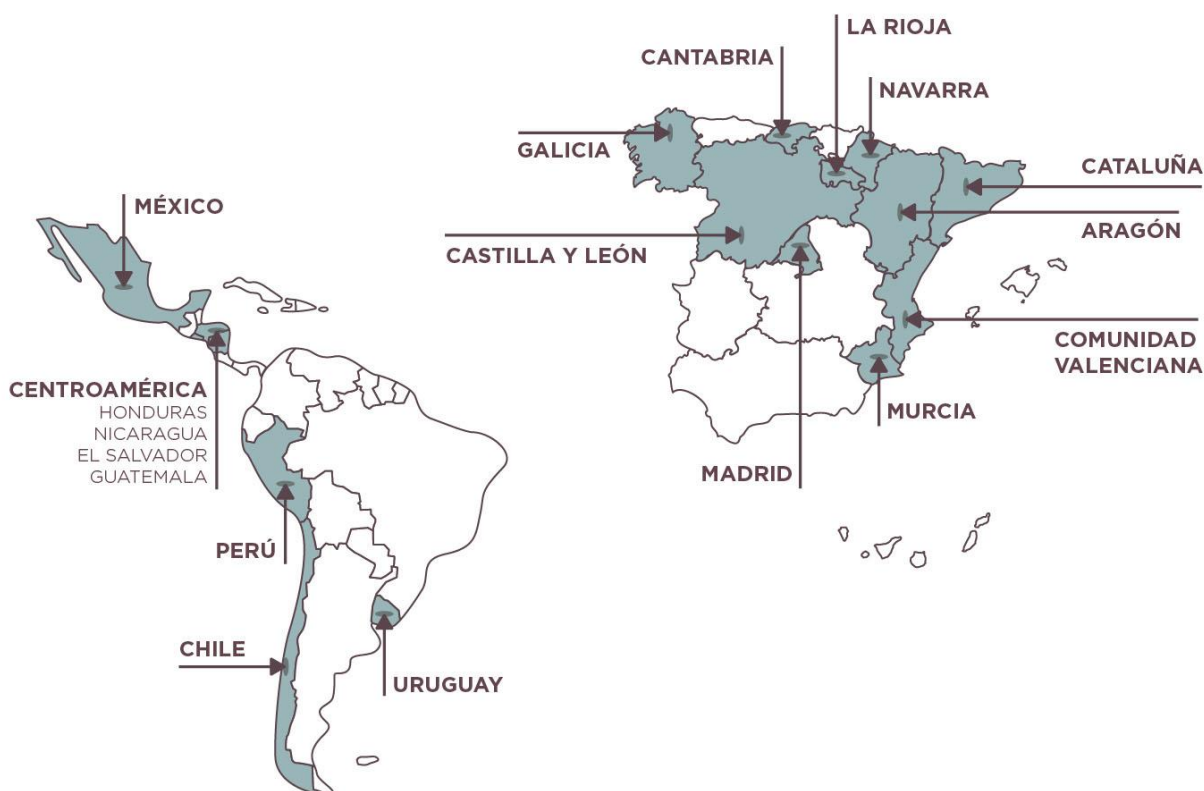 LA RIOJA
CANTABRIA
NAVARRA
GALICIA
CATALUÑA
MÉXICO
ARAGÓN
CASTILLA Y LEÓN
COMUNIDAD
VALENCIANA
CENTROAMÉRICA
HONDURAS
NICARAGUA
EL SALVADOR
GUATEMALA
MURCIA
MADRID
PERÚ
CHILE
URUGUAY